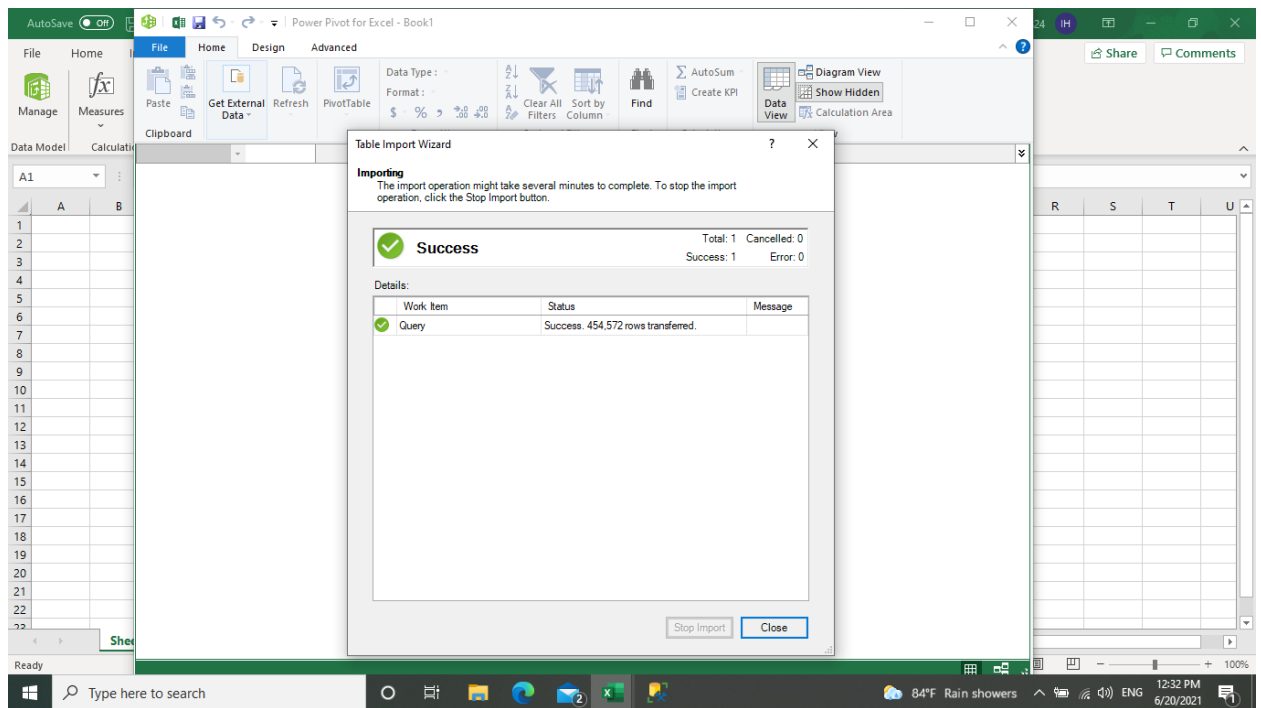 AutoSave Off
Power Pivot for Excel - Book1
24 IH
File Home
File Home Design Advanced
Share Comments
Manage
Measures
Paste
Get External Data
Refresh
PivotTable
Data Type :
Format :
$ %
Clear All Filters
Sort by Column
Find
AutoSum
Create KPI
Data View
Diagram View
Show Hidden
Calculation Area
Clipboard
Data Model
A1
Table Import Wizard
Importing
The import operation might take several minutes to complete. To stop the import
operation, click the Stop Import button.
Success
Total: 1 Cancelled: 0
Success: 1 Error: 0
Details:
Work Item Status Message
Query Success. 454,572 rows transferred.
Stop Import Close
A B R S T U
1
2
3
4
5
6
7
8
9
10
11
12
13
14
15
16
17
18
19
20
21
22
Ready
100%
Type here to search
2
84°F Rain showers
ENG
12:32 PM
6/20/2021
1